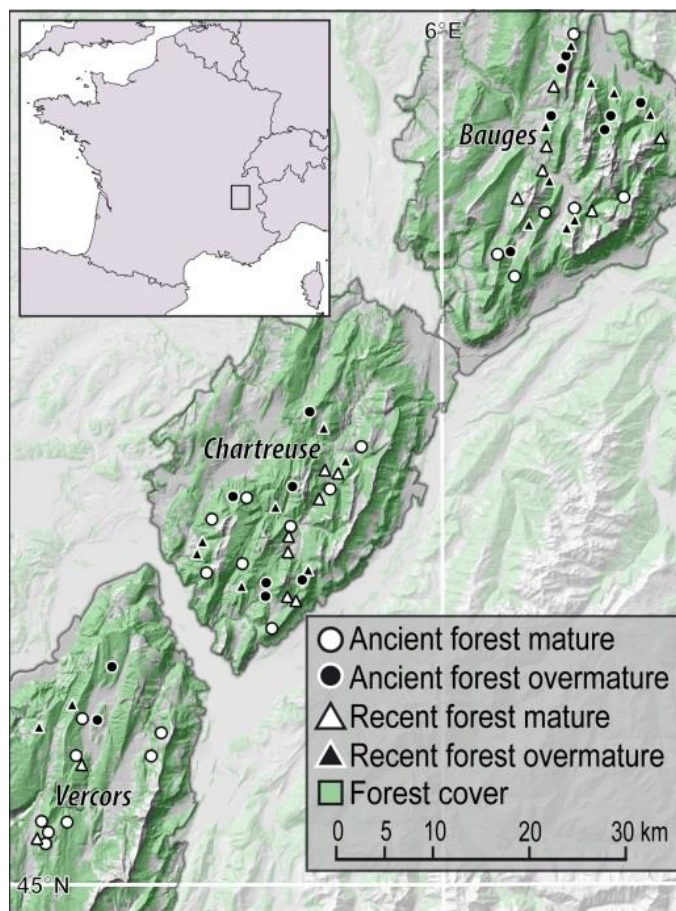 6°E
Bauges
Chartreuse
Vercors
Ancient forest mature
Ancient forest overmature
Recent forest mature
Recent forest overmature
Forest cover
0 10 20 30 km
45°N